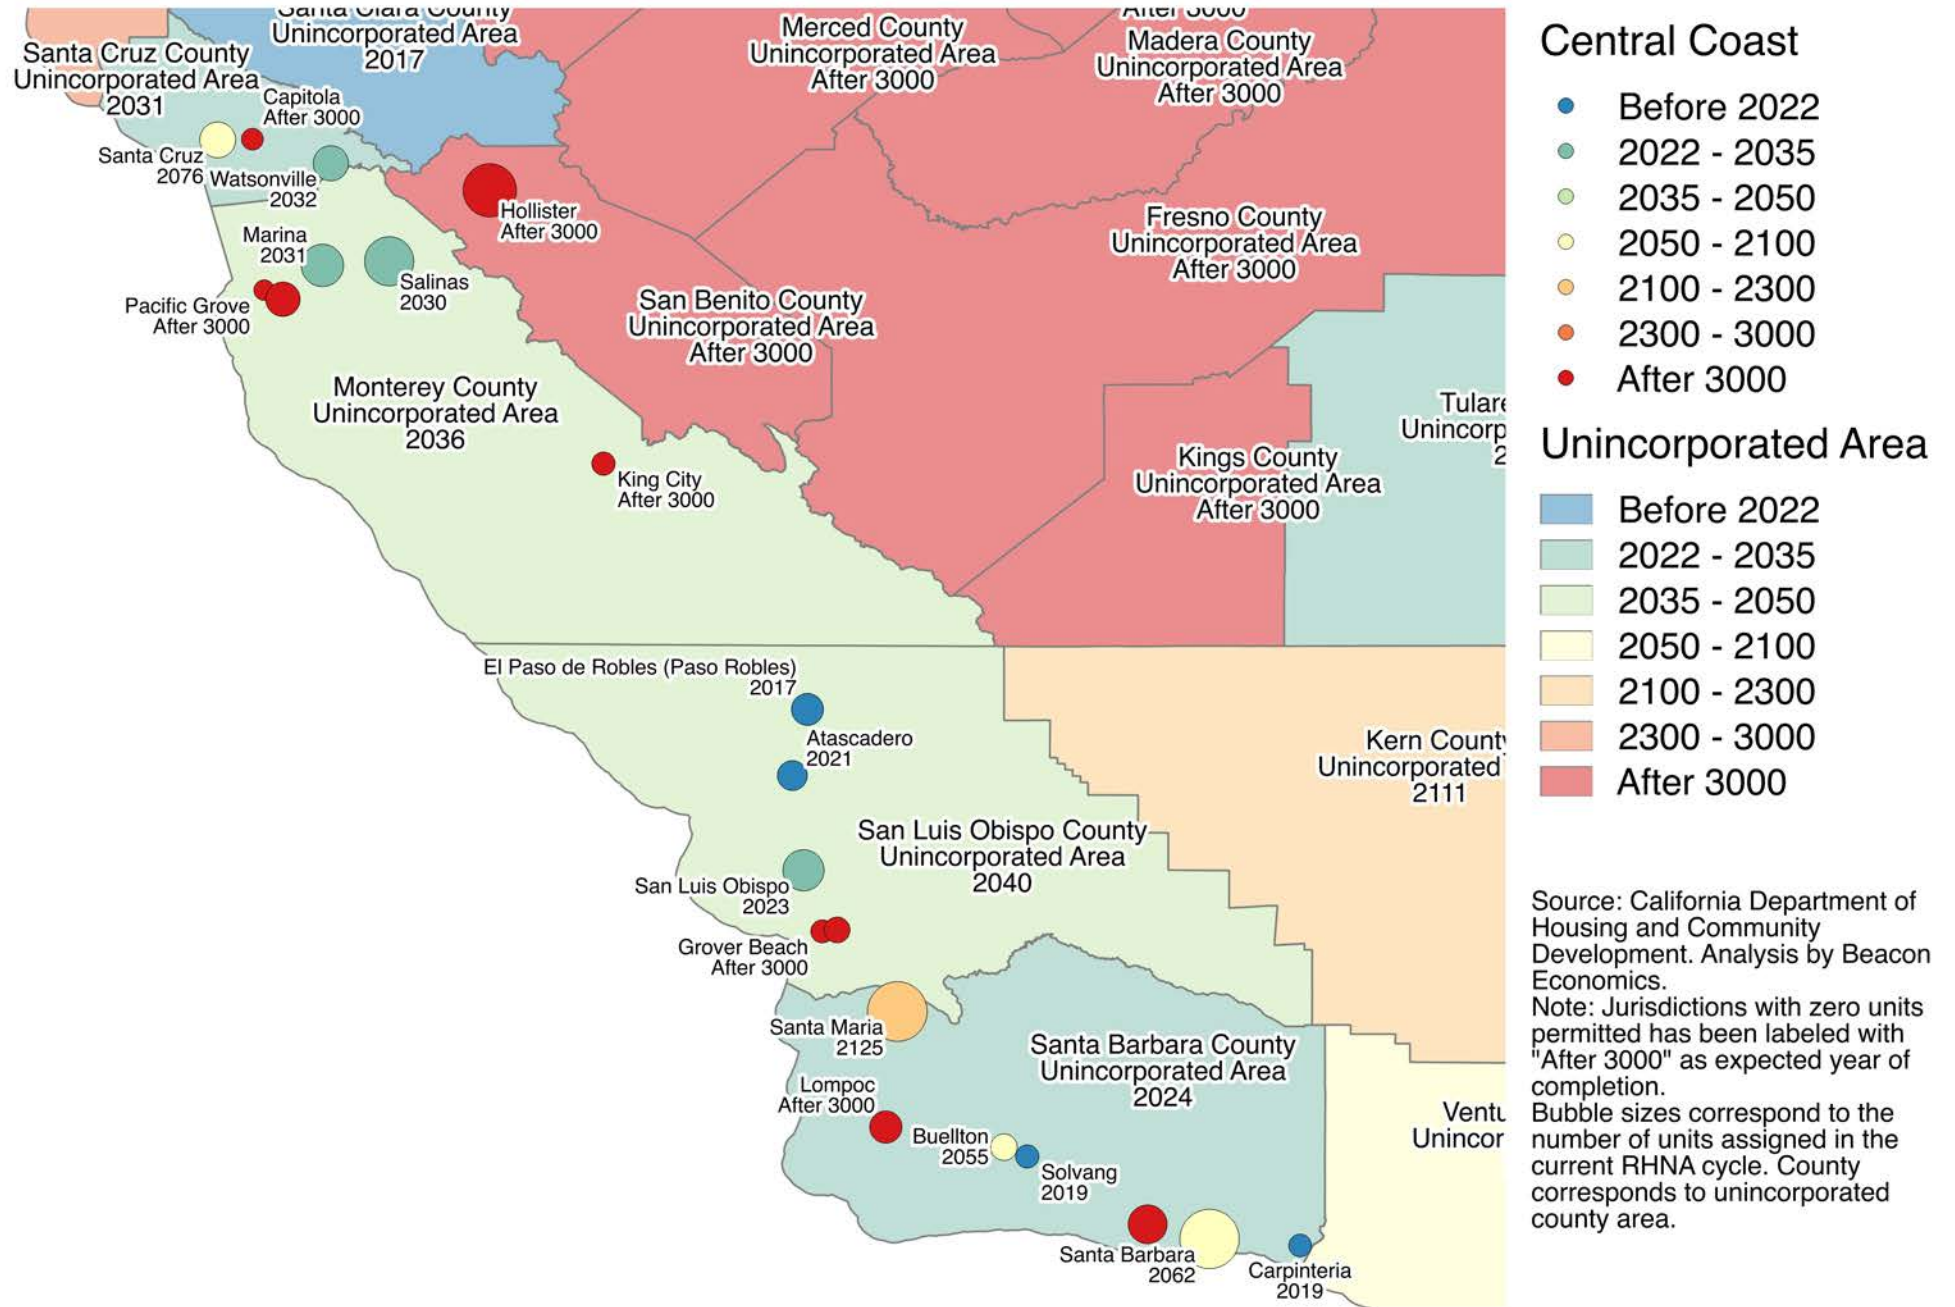 Santa Clara County
Unincorporated Area
2017
Santa Cruz County
Unincorporated Area
2031
Merced County
Unincorporated Area
After 3000
After 3000
Madera County
Unincorporated Area
After 3000
Capitola
After 3000
Santa Cruz
2076
Watsonville
2032
Hollister
After 3000
Marina
2031
Salinas
2030
Pacific Grove
After 3000
Fresno County
Unincorporated Area
After 3000
San Benito County
Unincorporated Area
After 3000
Monterey County
Unincorporated Area
2036
King City
After 3000
Kings County
Unincorporated Area
After 3000
Tulare
Unincorp
2
El Paso de Robles (Paso Robles)
2017
Atascadero
2021
San Luis Obispo County
Unincorporated Area
2040
San Luis Obispo
2023
Grover Beach
After 3000
Kern County
Unincorporated
2111
Santa Maria
2125
Santa Barbara County
Unincorporated Area
2024
Lompoc
After 3000
Buellton
2055
Solvang
2019
Santa Barbara
2062
Carpinteria
2019
Ventu
Unincor
Central Coast
Before 2022
2022 - 2035
2035 - 2050
2050 - 2100
2100 - 2300
2300 - 3000
After 3000
Unincorporated Area
Before 2022
2022 - 2035
2035 - 2050
2050 - 2100
2100 - 2300
2300 - 3000
After 3000
Source: California Department of
Housing and Community
Development. Analysis by Beacon
Economics.
Note: Jurisdictions with zero units
permitted has been labeled with
"After 3000" as expected year of
completion.
Bubble sizes correspond to the
number of units assigned in the
current RHNA cycle. County
corresponds to unincorporated
county area.